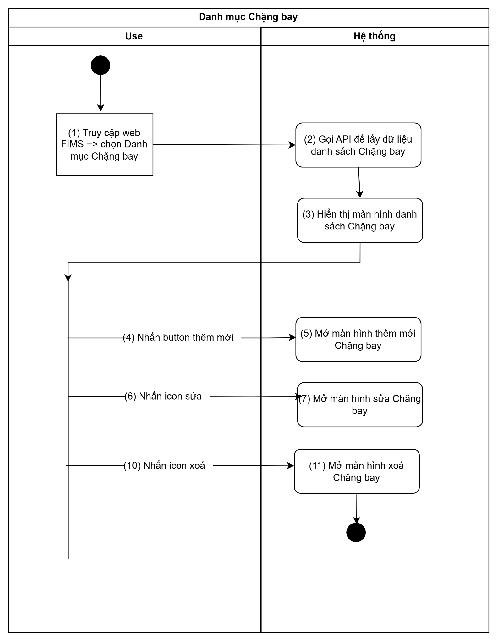 Danh mục Chặng bay
Use
Hệ thống
(1) Truy cập web
FIMS => chọn Danh
mục Chặng bay
(2) Gọi API để lấy dữ liệu
danh sách Chặng bay
(3) Hiển thị màn hình danh
sách Chặng bay
(4) Nhấn button thêm mới
(5) Mở màn hình thêm mới
Chặng bay
(6) Nhấn icon sửa
(7) Mở màn hình sửa Chặng
bay
(10) Nhấn icon xoá
(11) Mở màn hình xoá
Chặng bay